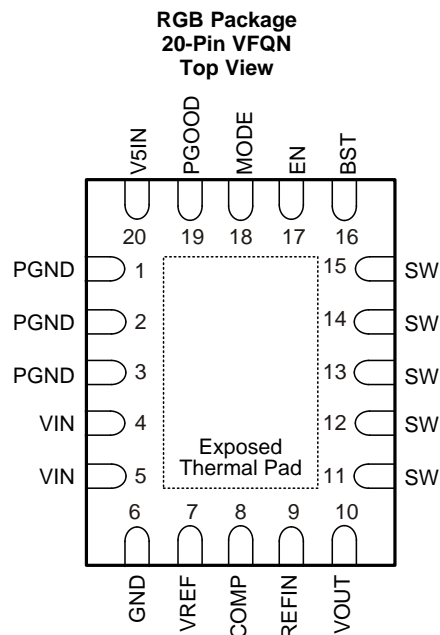 RGB Package
20-Pin VFQN
Top View
V5IN
PGOOD
MODE
EN
BST
20
19
18
17
16
PGND 1
15 SW
PGND 2
14 SW
PGND 3
13 SW
VIN 4
12 SW
VIN 5
11 SW
Exposed
Thermal Pad
6
7
8
9
10
GND
VREF
COMP
REFIN
VOUT